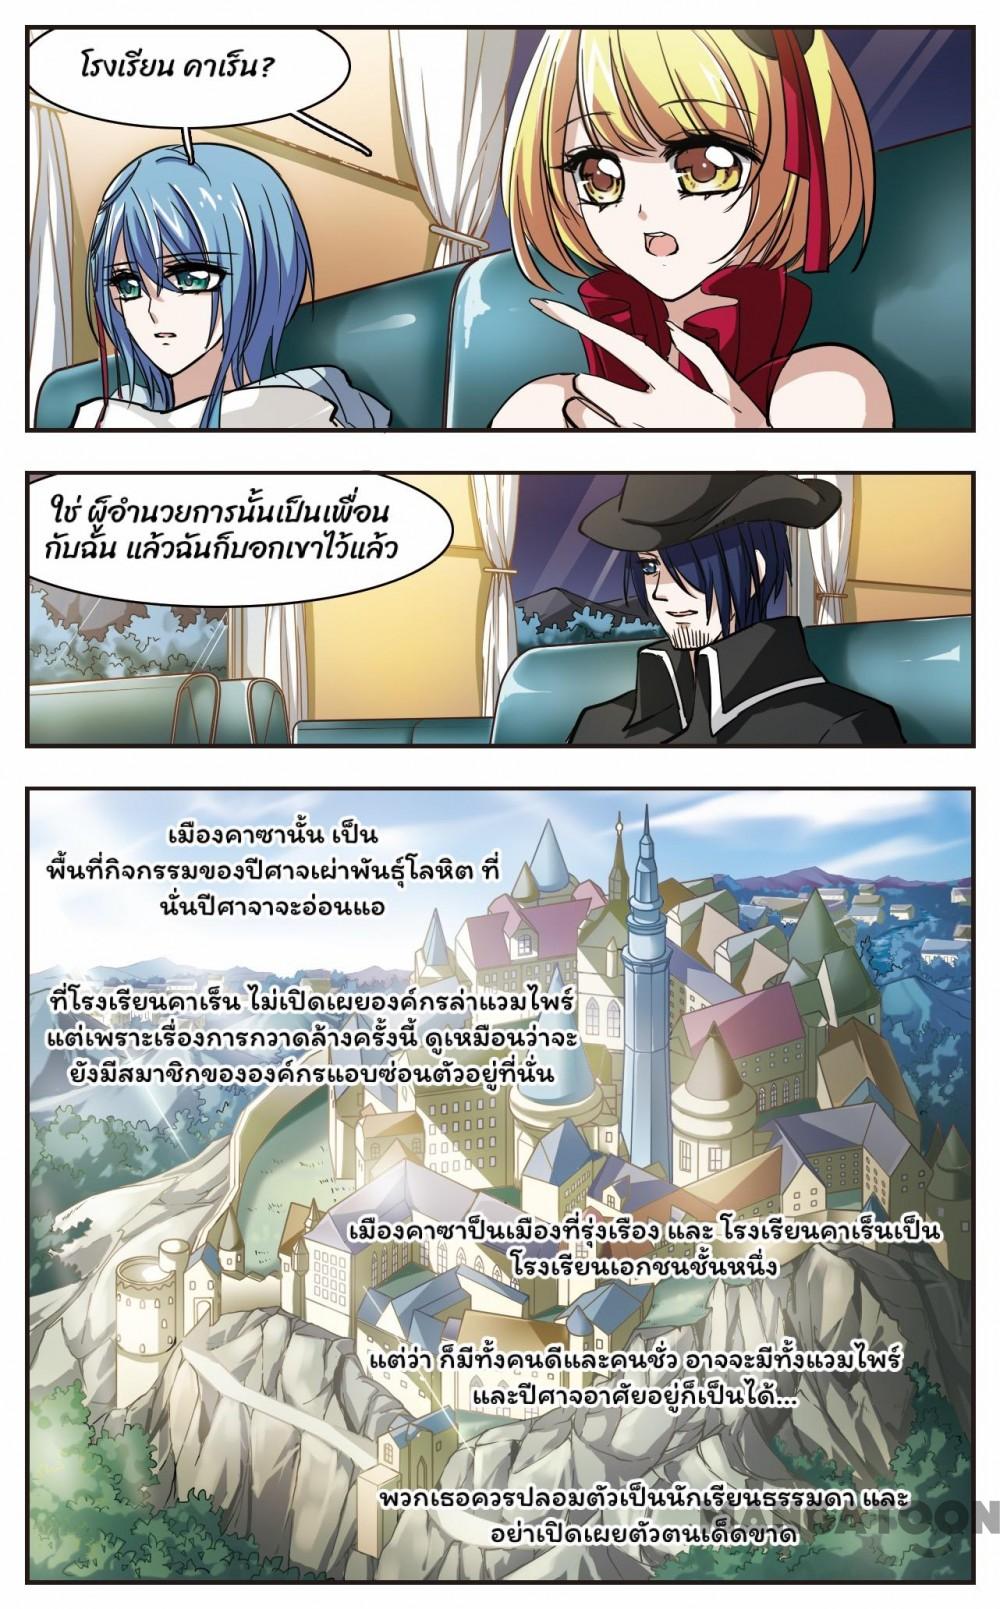 โรงเรียน คาเร็น?
ใช่ ผู้อำนวยการนั้นเป็นเพื่อน
กับฉัน แล้วฉันก็บอกเขาไว้แล้ว
เมืองคาซานั้น เป็น
พื้นที่กิจกรรมของปีศาจเผ่าพันธุ์โลหิต ที่
นั่นปีศาจาจะอ่อนแอ
ที่โรงเรียนคาเร็น ไม่เปิดเผยองค์กรล่าแวมไพร์
แต่เพราะเรื่องการกวาดล้างครั้งนี้ ดูเหมือนว่าจะ
ยังมีสมาชิกขององค์กรแอบซ่อนตัวอยู่ที่นั่น
เมืองคาซาป็นเมืองที่รุ่งเรือง และ โรงเรียนคาเร็นเป็น
โรงเรียนเอกชนชั้นหนึ่ง
แต่ว่า ก็มีทั้งคนดีและคนชั่ว อาจจะมีทั้งแวมไพร์
และปีศาจอาศัยอยู่ก็เป็นได้...
พวกเธอควรปลอมตัวเป็นนักเรียนธรรมดา และ
อย่าเปิดเผยตัวตนเด็ดขาด
MANGATOON